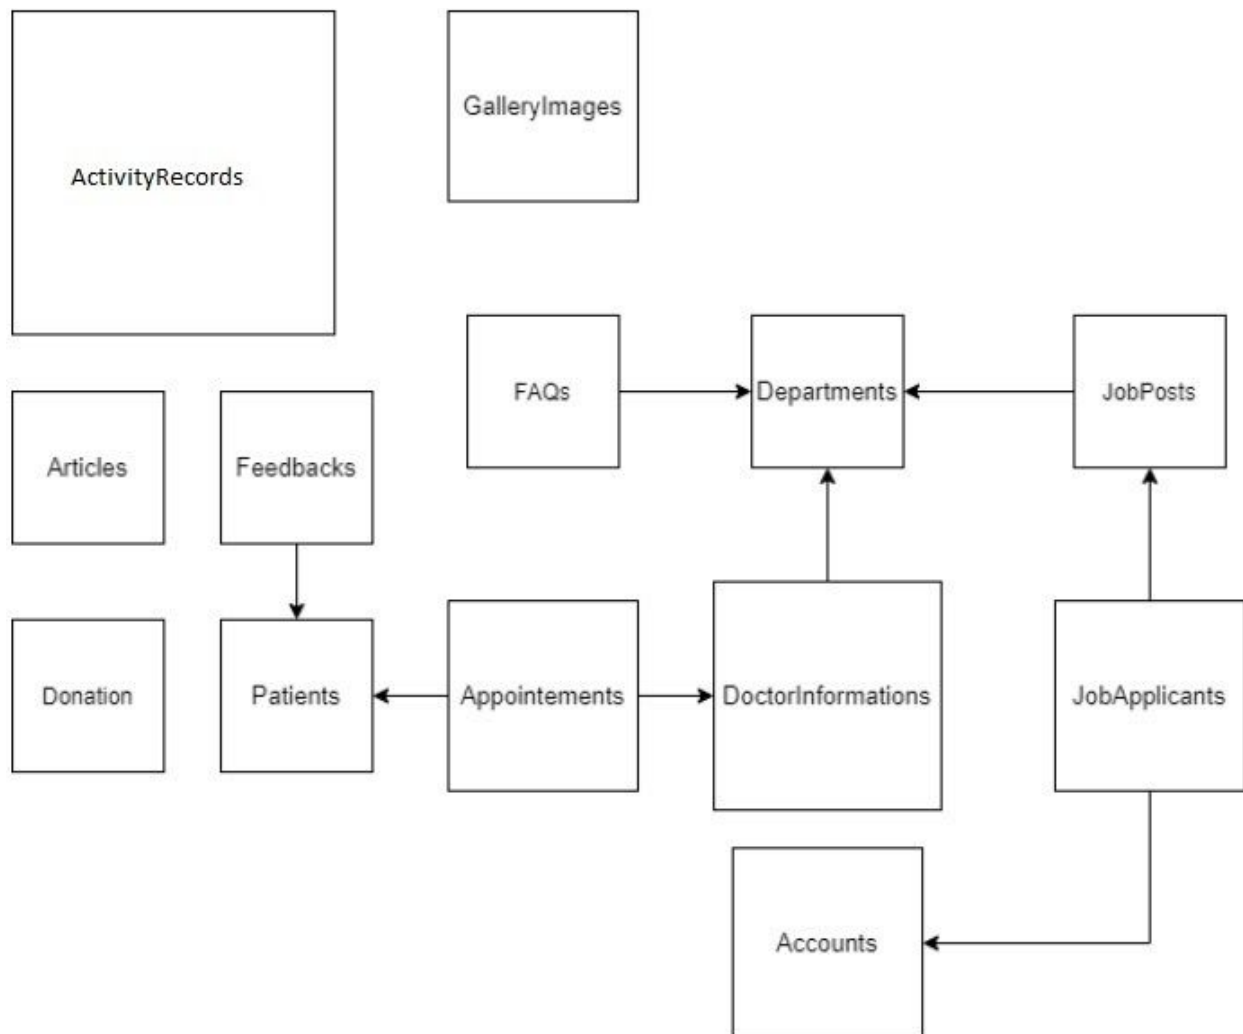 GalleryImages
ActivityRecords
FAQs
Departments
JobPosts
Articles
Feedbacks
Donation
Patients
Appointements
DoctorInformations
JobApplicants
Accounts